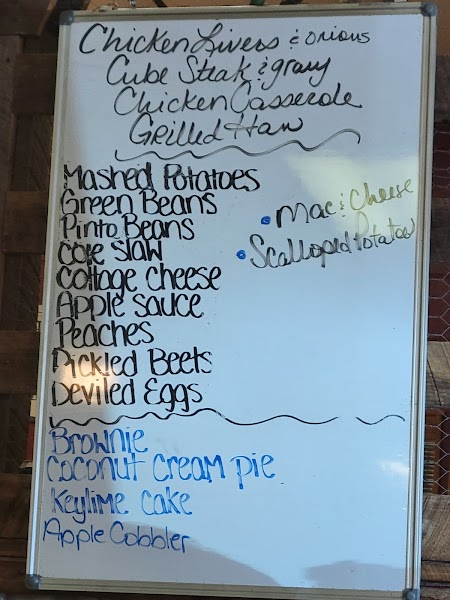 Chicken Livers & onions
Cube Steak & gravy
Chicken Casserole
Grilled Ham
Mashed Potatoes
Green Beans
• Mac & Cheese
Pinto Beans
• Scalloped Potatoes
Cole Slaw
Cottage Cheese
Apple Sauce
Peaches
Pickled Beets
Deviled Eggs
Brownie
Coconut Cream Pie
Keylime Cake
Apple Cobbler